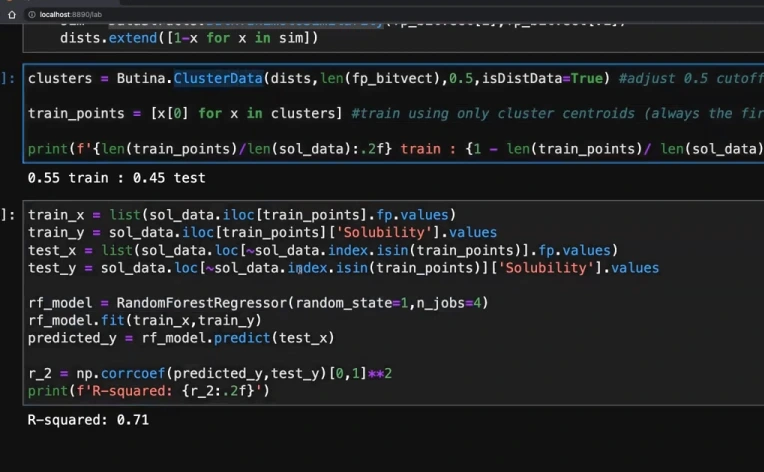 localhost:8890/lab
dists.extend([1-x for x in sim])
]: clusters = Butina.ClusterData(dists,len(fp_bitvect),0.5,isDistData=True) #adjust 0.5 cutoff
train_points = [x[0] for x in clusters] #train using only cluster centroids (always the fir
print(f'{len(train_points)/len(sol_data):.2f} train : {1 - len(train_points)/ len(sol_data)
0.55 train : 0.45 test
]: train_x = list(sol_data.iloc[train_points].fp.values)
train_y = sol_data.iloc[train_points]['Solubility'].values
test_x = list(sol_data.loc[~sol_data.index.isin(train_points)].fp.values)
test_y = sol_data.loc[~sol_data.index.isin(train_points)]['Solubility'].values
rf_model = RandomForestRegressor(random_state=1,n_jobs=4)
rf_model.fit(train_x,train_y)
predicted_y = rf_model.predict(test_x)
r_2 = np.corrcoef(predicted_y,test_y)[0,1]**2
print(f'R-squared: {r_2:.2f}')
R-squared: 0.71